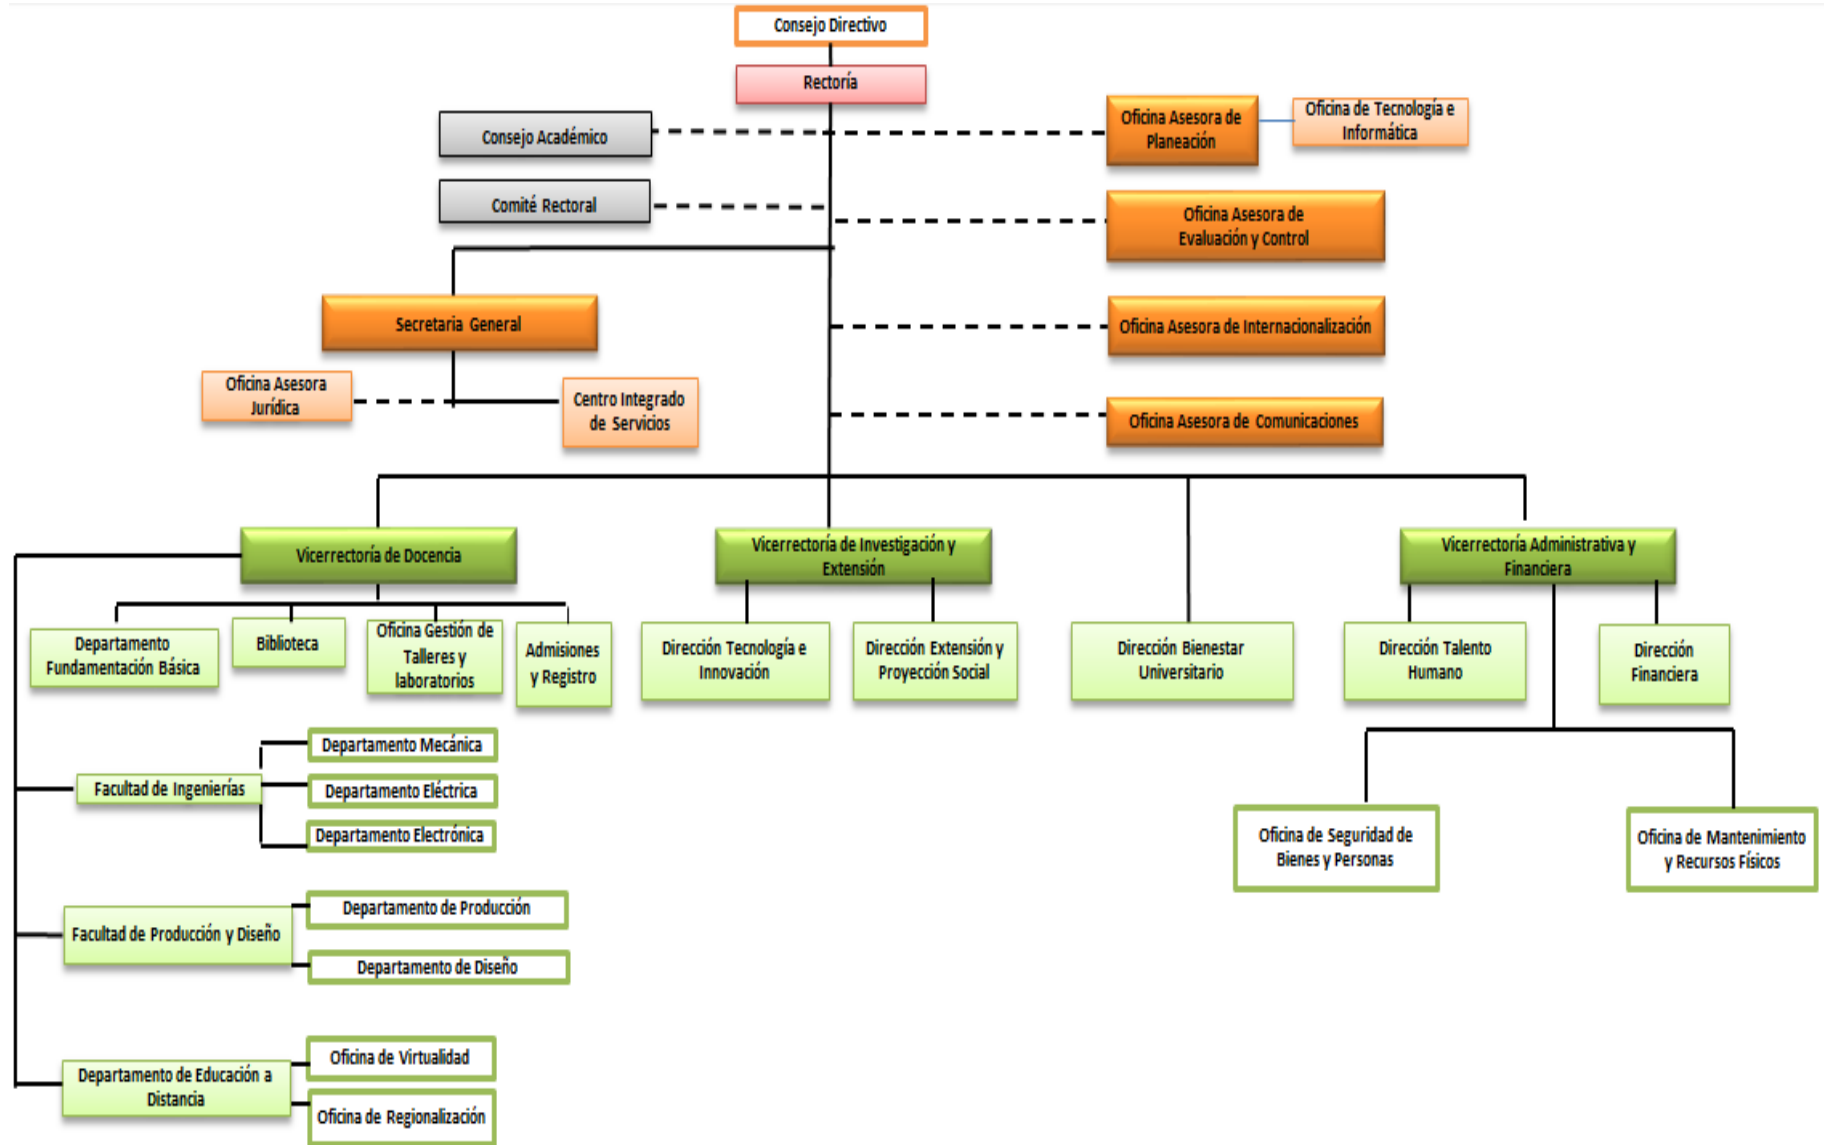 Consejo Directivo
Rectoría
Consejo Académico
Oficina Asesora de
Planeación
Oficina de Tecnología e
Informática
Comité Rectoral
Oficina Asesora de
Evaluación y Control
Secretaria General
Oficina Asesora de Internacionalización
Oficina Asesora
Jurídica
Centro Integrado
de Servicios
Oficina Asesora de Comunicaciones
Vicerrectoría de Docencia
Vicerrectoría de Investigación y
Extensión
Vicerrectoría Administrativa y
Financiera
Departamento
Fundamentación Básica
Biblioteca
Oficina Gestión de
Talleres y
laboratorios
Admisiones
y Registro
Dirección Tecnología e
Innovación
Dirección Extensión y
Proyección Social
Dirección Bienestar
Universitario
Dirección Talento
Humano
Dirección
Financiera
Facultad de Ingenierías
Departamento Mecánica
Departamento Eléctrica
Departamento Electrónica
Oficina de Seguridad de
Bienes y Personas
Oficina de Mantenimiento
y Recursos Físicos
Facultad de Producción y Diseño
Departamento de Producción
Departamento de Diseño
Departamento de Educación a
Distancia
Oficina de Virtualidad
Oficina de Regionalización